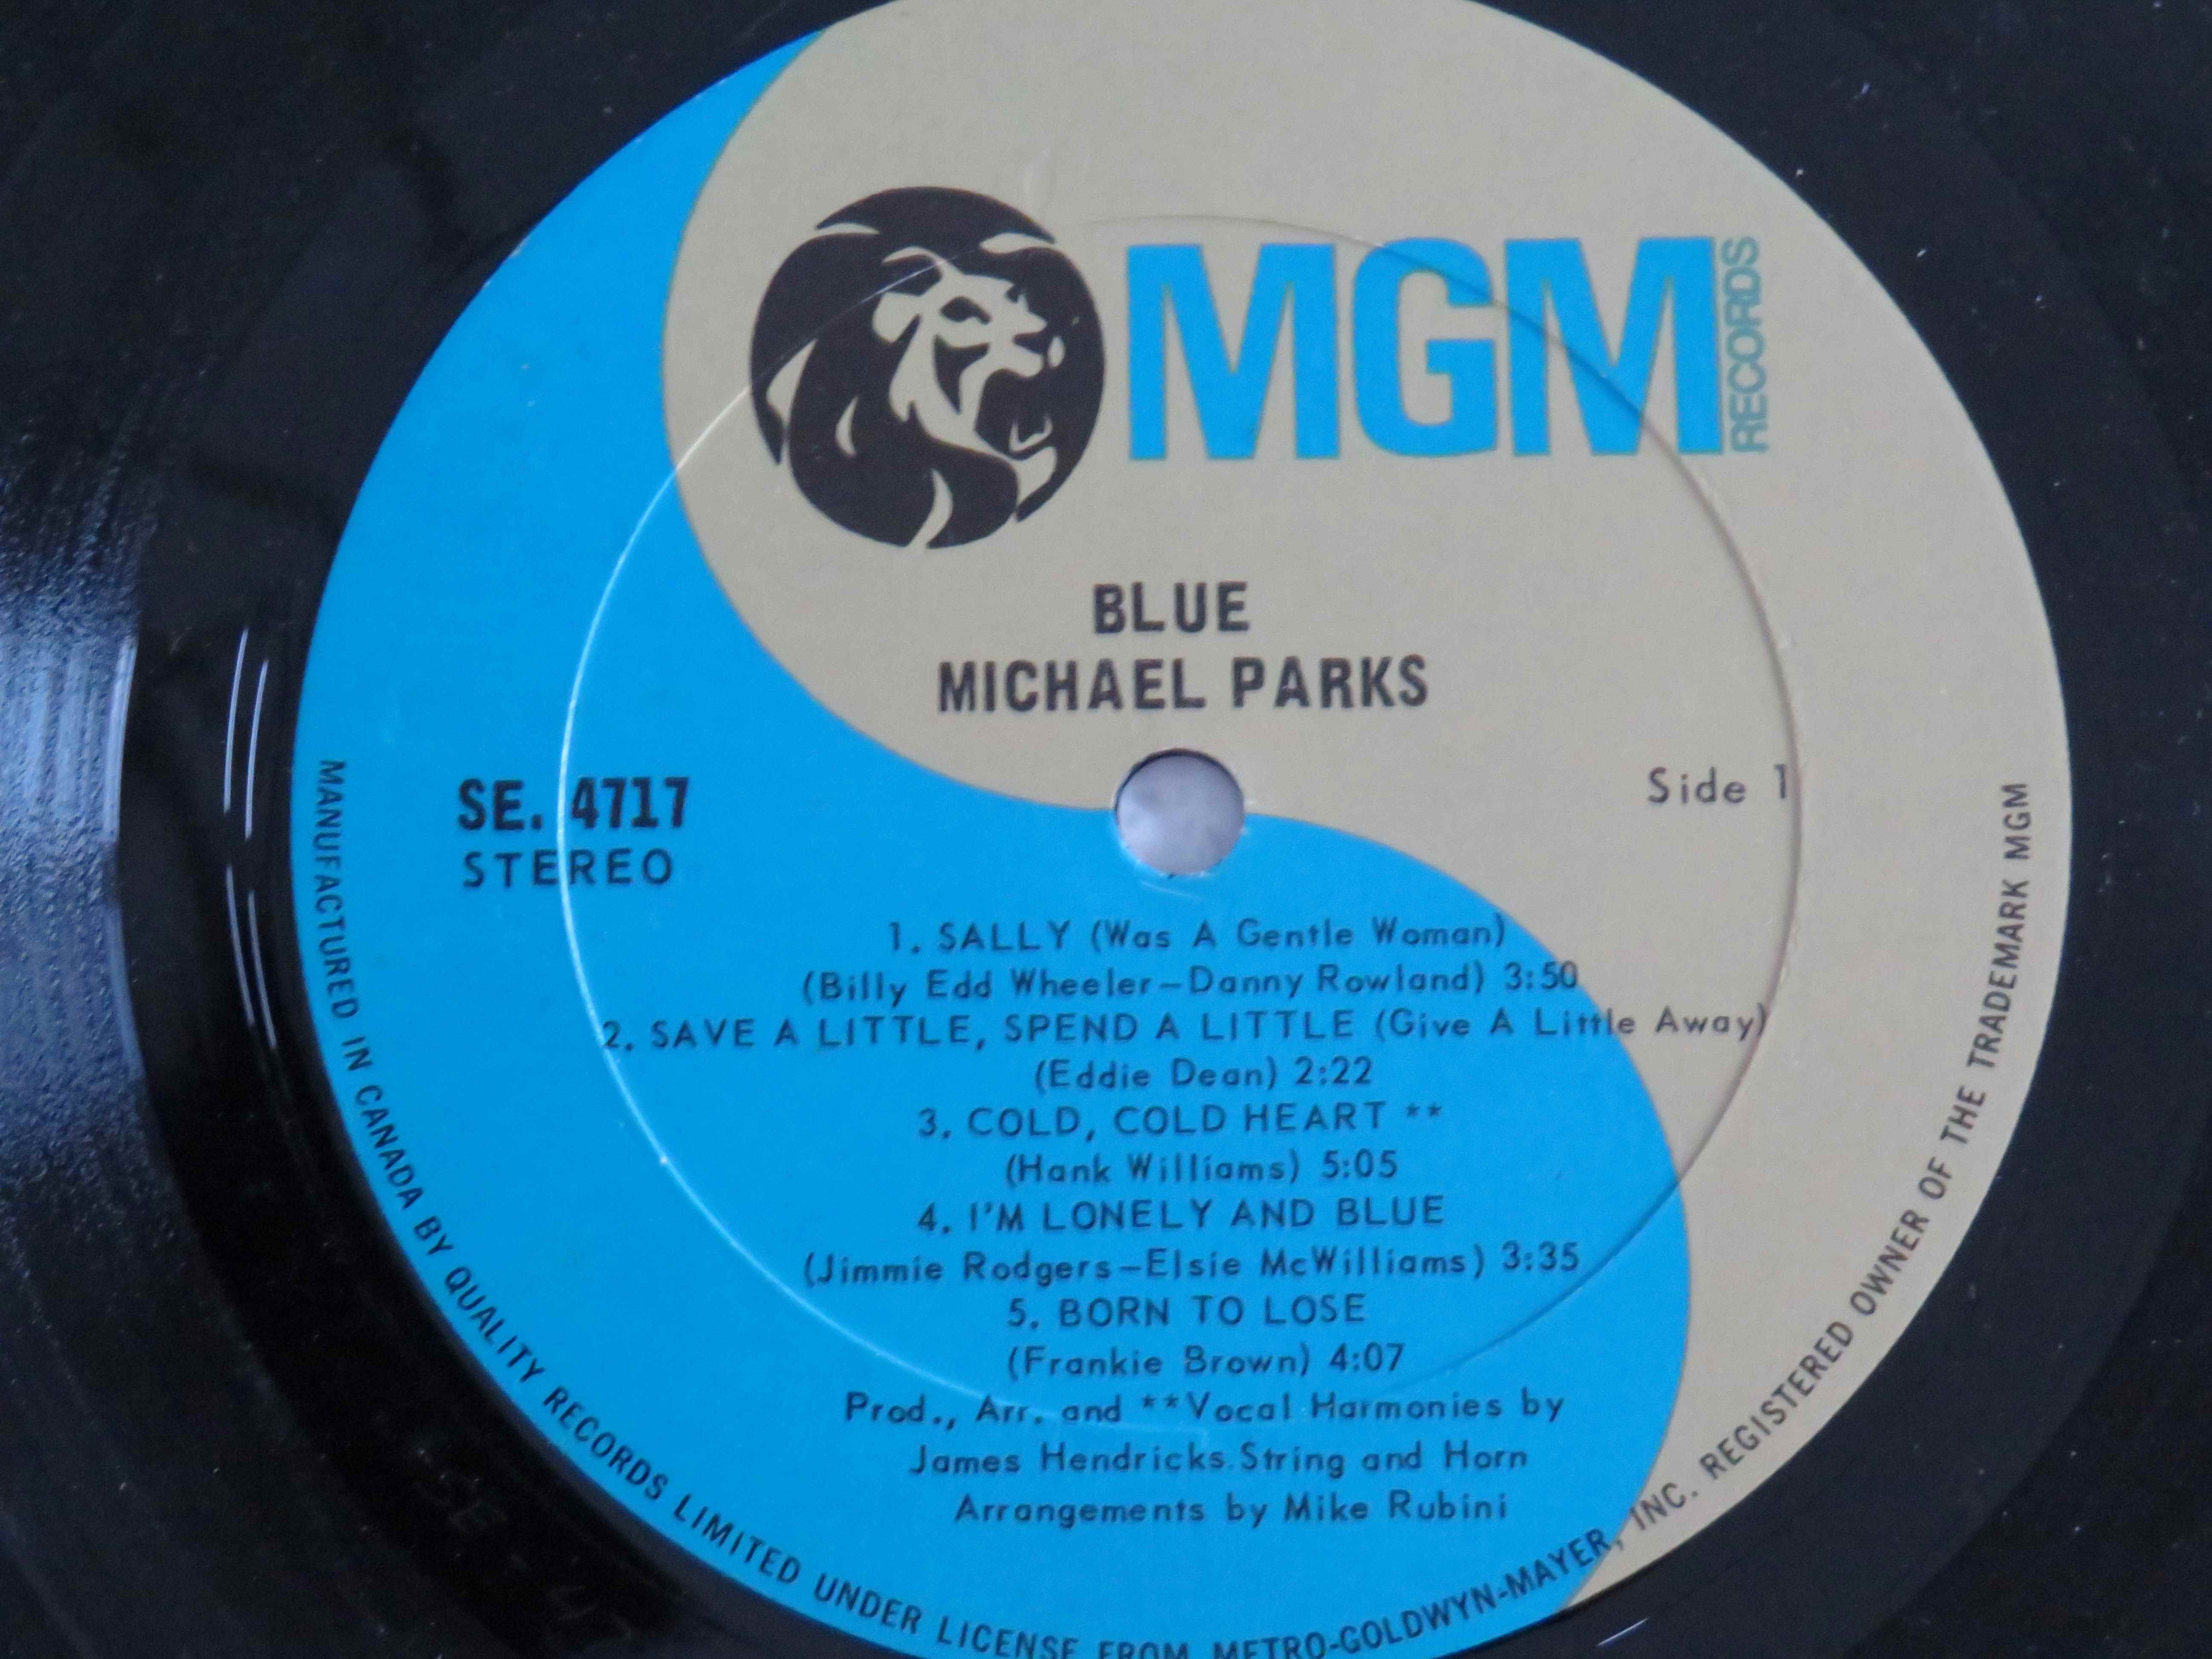 MGM RECORDS
BLUE
MICHAEL PARKS
Side 1
SE. 4717
STEREO
1. SALLY (Was A Gentle Woman)
(Billy Edd Wheeler–Danny Rowland) 3:50
2. SAVE A LITTLE, SPEND A LITTLE (Give A Little Away)
(Eddie Dean) 2:22
3. COLD, COLD HEART **
(Hank Williams) 5:05
4. I'M LONELY AND BLUE
(Jimmie Rodgers–Elsie McWilliams) 3:35
5. BORN TO LOSE
(Frankie Brown) 4:07
Prod., Arr. and **Vocal Harmonies by
James Hendricks.String and Horn
Arrangements by Mike Rubini
MANUFACTURED IN CANADA BY QUALITY RECORDS LIMITED UNDER LICENSE FROM METRO-GOLDWYN-MAYER, INC. REGISTERED OWNER OF THE TRADEMARK MGM